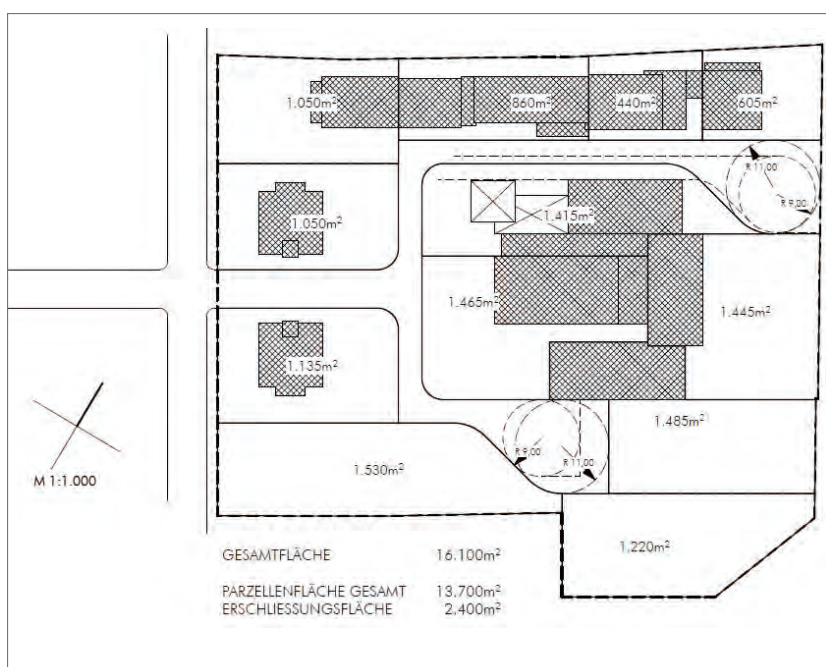 1.050m²
860m²
440m²
605m²
R 11,00
R 9,00
1.050m²
1.415m²
1.465m²
1.445m²
1.135m²
1.485m²
R 9,00
R 11,00
1.530m²
M 1:1.000
1.220m²
GESAMTFLÄCHE 16.100m²
PARZELLENFLÄCHE GESAMT 13.700m²
ERSCHLIESSUNGSFLÄCHE 2.400m²